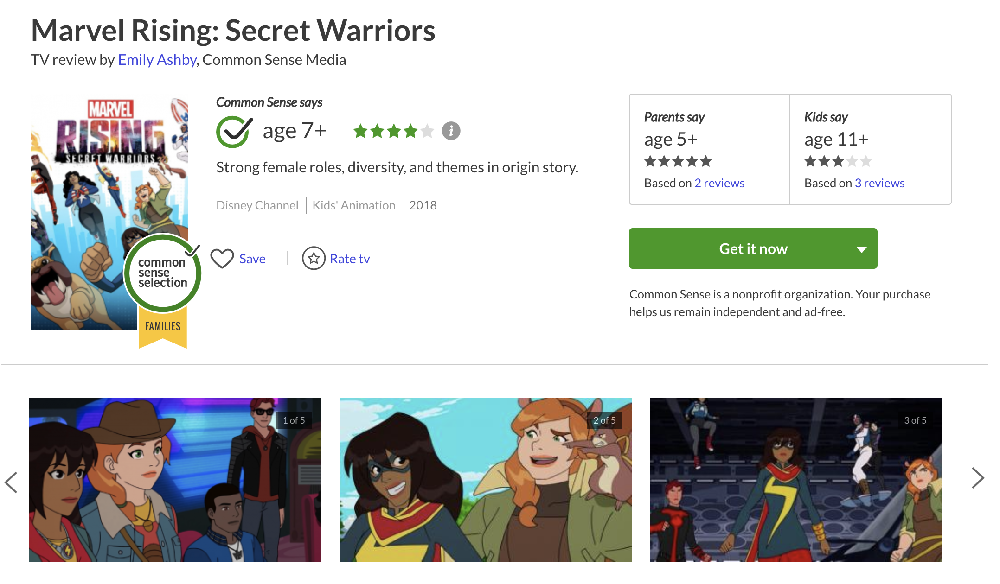 Marvel Rising: Secret Warriors
TV review by Emily Ashby, Common Sense Media
MARVEL
RISING
SECRET WARRIORS
common
sense
selection
FAMILIES
Common Sense says
age 7+
Strong female roles, diversity, and themes in origin story.
Disney Channel
Kids' Animation
2018
Save
Rate tv
Parents say
age 5+
Based on 2 reviews
Kids say
age 11+
Based on 3 reviews
Get it now
Common Sense is a nonprofit organization. Your purchase
helps us remain independent and ad-free.
1 of 5
2 of 5
3 of 5